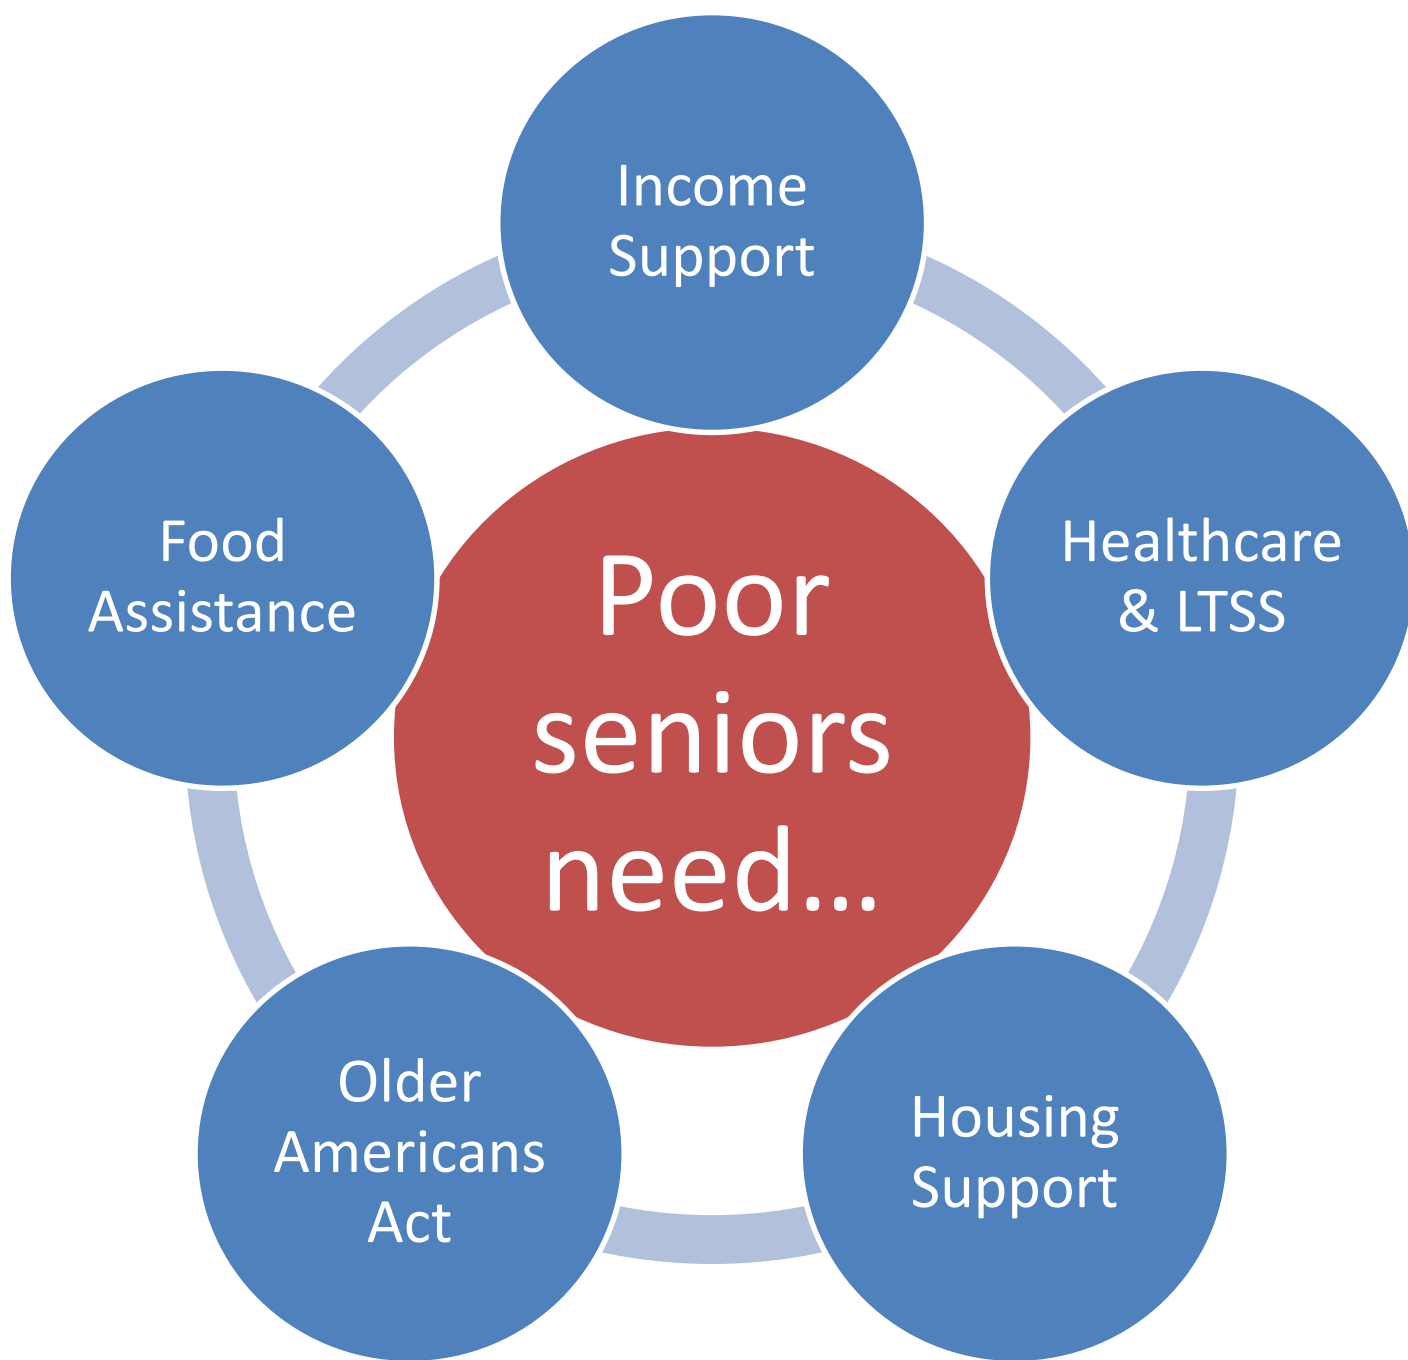 Income
Support
Healthcare
& LTSS
Housing
Support
Older
Americans
Act
Food
Assistance
Poor
seniors
need…